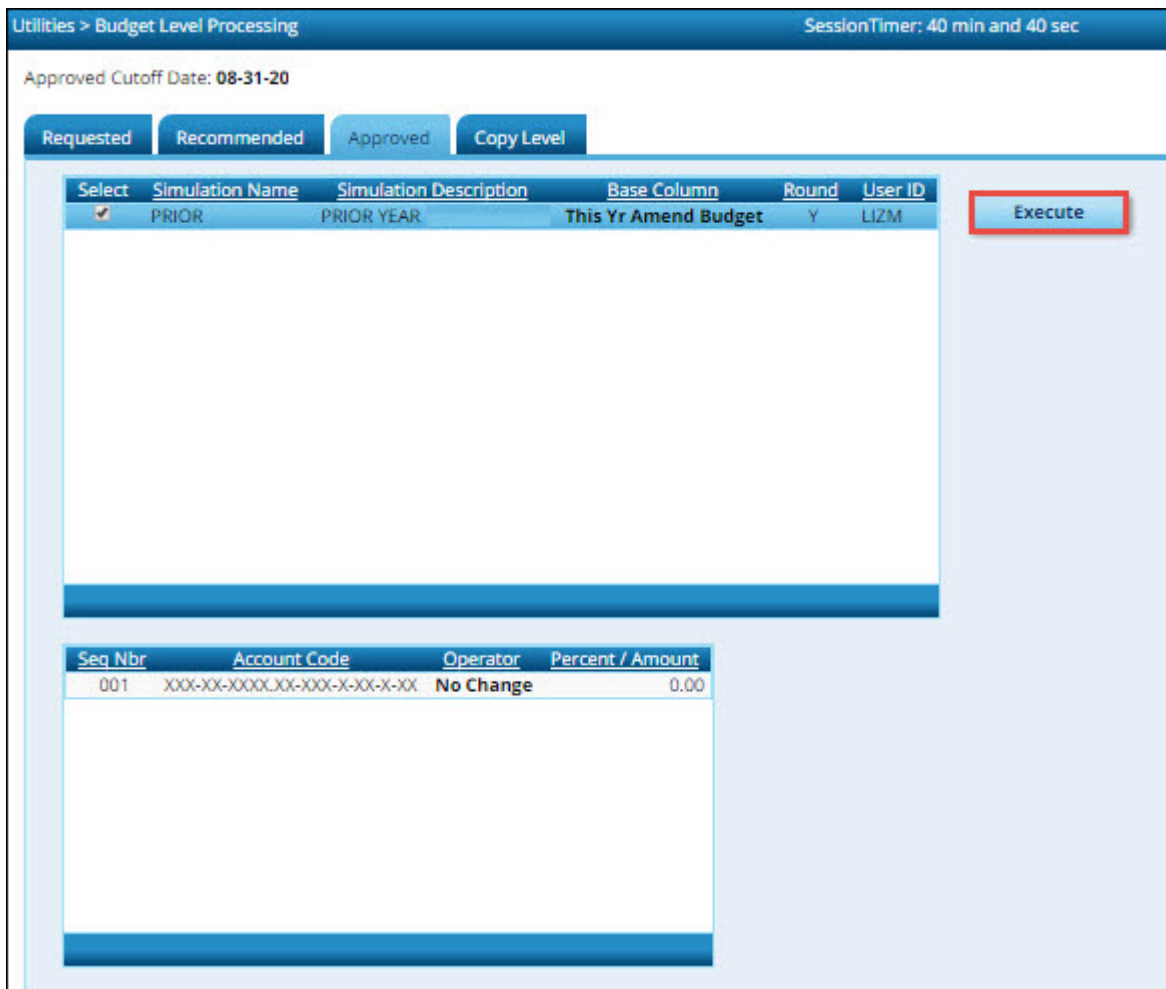 Utilities > Budget Level Processing SessionTimer: 40 min and 40 sec
Approved Cutoff Date: 08-31-20
Requested Recommended Approved Copy Level
Select Simulation Name Simulation Description Base Column Round User ID
PRIOR PRIOR YEAR This Yr Amend Budget Y LIZM
Execute
Seq Nbr Account Code Operator Percent / Amount
001 XXX-XX-XXXX.XX-XXX-X-XX-X-XX No Change 0.00